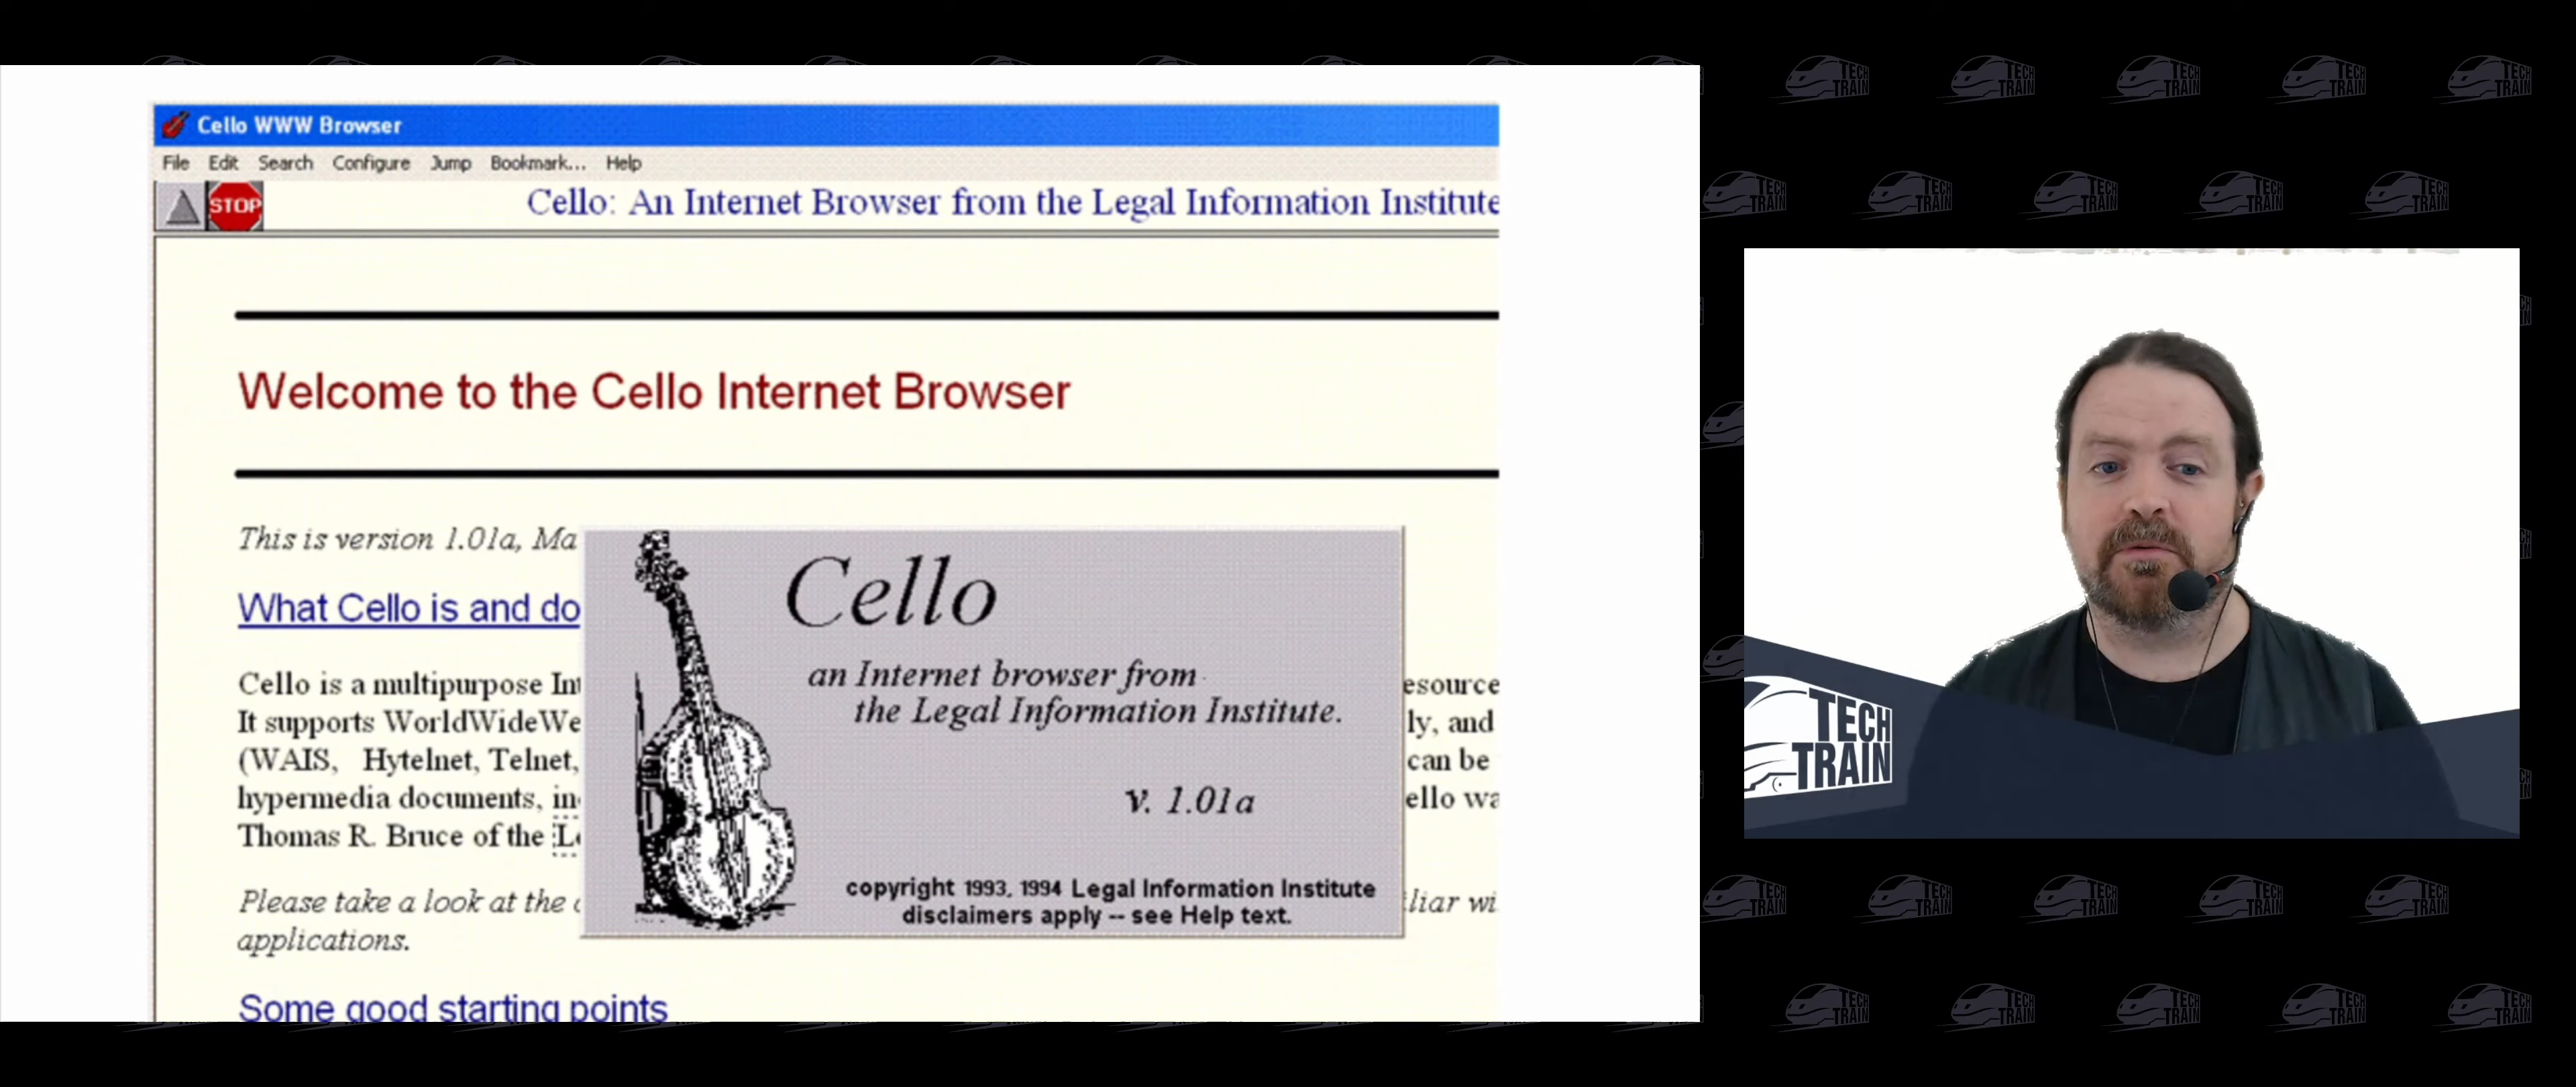 Cello WWW Browser
File Edit Search Configure Jump Bookmark... Help
STOP
Cello: An Internet Browser from the Legal Information Institute
Welcome to the Cello Internet Browser
This is version 1.01a, Ma
What Cello is and do
Cello is a multipurpose Int
esource
It supports WorldWideWe
ly, and
(WAIS, Hytelnet, Telnet,
can be
hypermedia documents, in
ello wa
Thomas R. Bruce of the Le
Please take a look at the
liar wi
applications.
Some good starting points
Cello
an Internet browser from
the Legal Information Institute.
v. 1.01a
copyright 1993, 1994 Legal Information Institute
disclaimers apply -- see Help text.
TECH
TRAIN